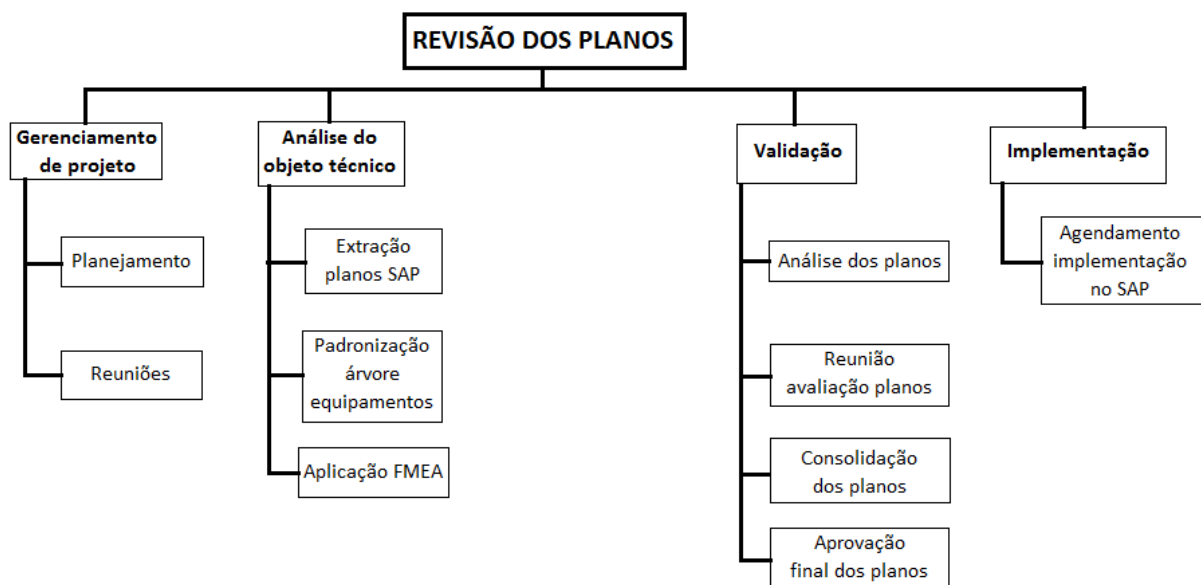 REVISÃO DOS PLANOS
Gerenciamento
de projeto
Planejamento
Reuniões
Análise do
objeto técnico
Extração
planos SAP
Padronização
árvore
equipamentos
Aplicação FMEA
Validação
Análise dos planos
Reunião
avaliação planos
Consolidação
dos planos
Aprovação
final dos planos
Implementação
Agendamento
implementação
no SAP